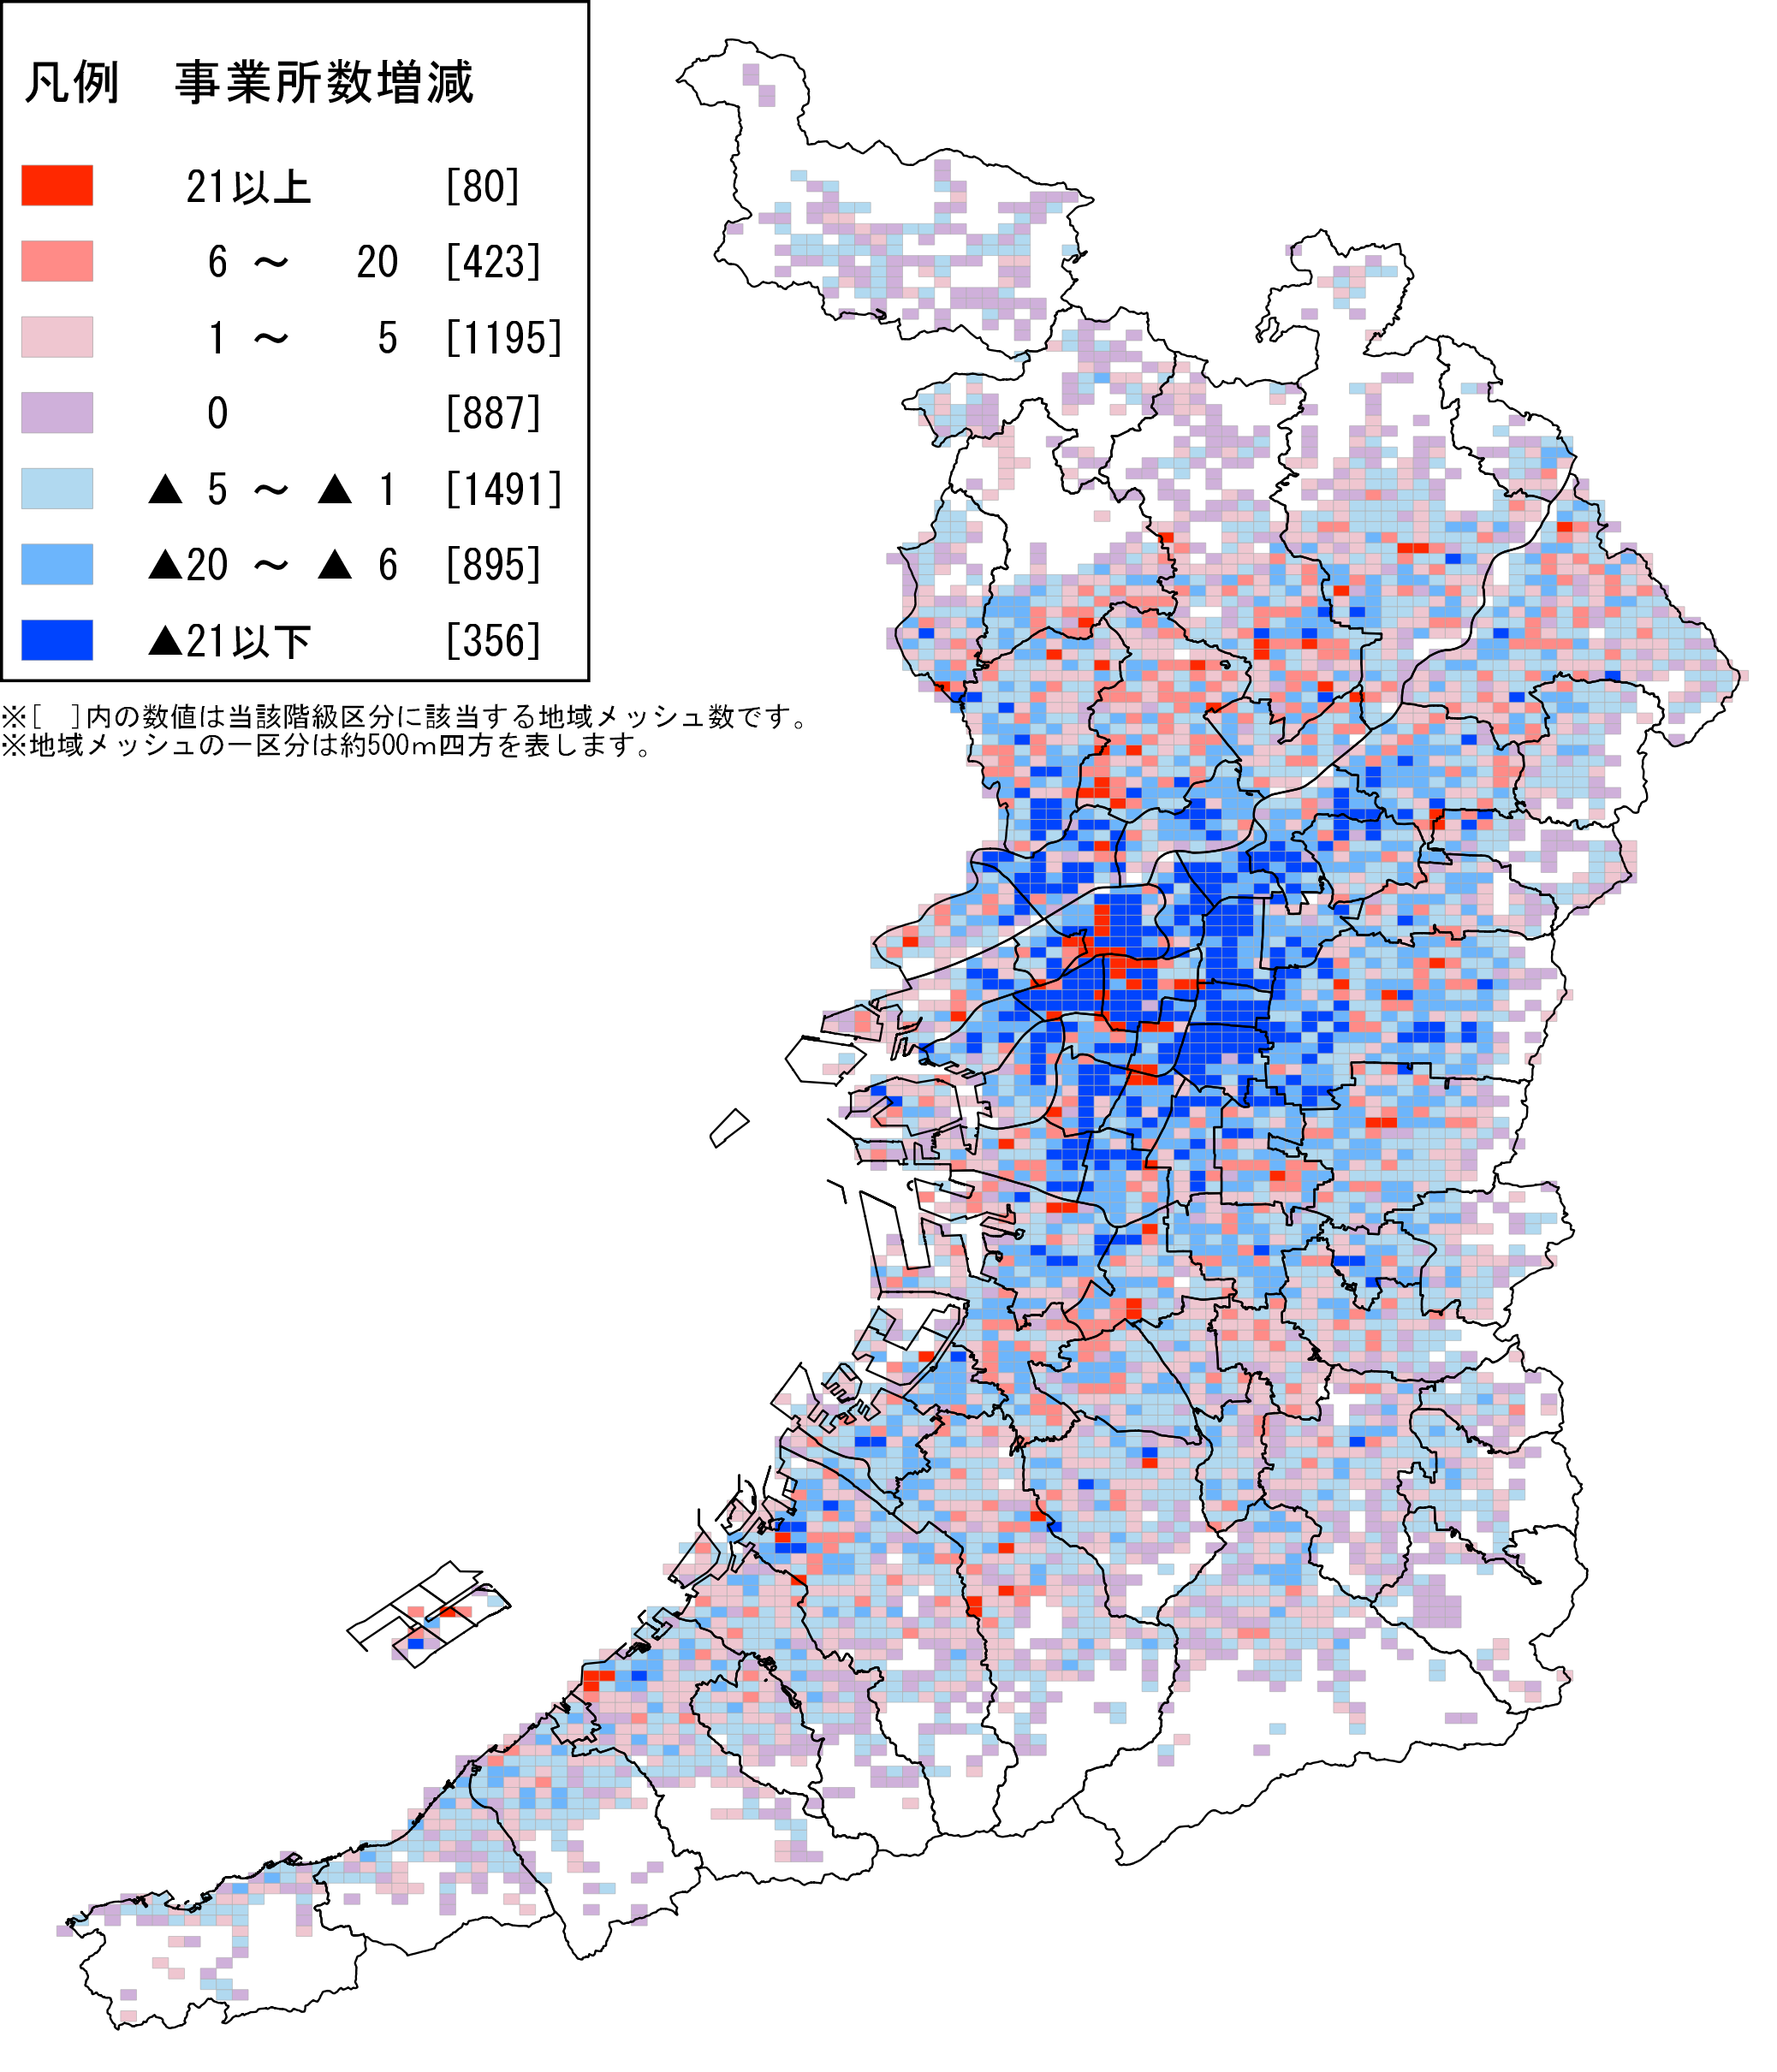 凡例　事業所数増減
21以上 [80]
6 ～ 20 [423]
1 ～ 5 [1195]
0 [887]
▲ 5 ～ ▲ 1 [1491]
▲20 ～ ▲ 6 [895]
▲21以下 [356]
※[　]内の数値は当該階級区分に該当する地域メッシュ数です。
※地域メッシュの一区分は約500ｍ四方を表します。